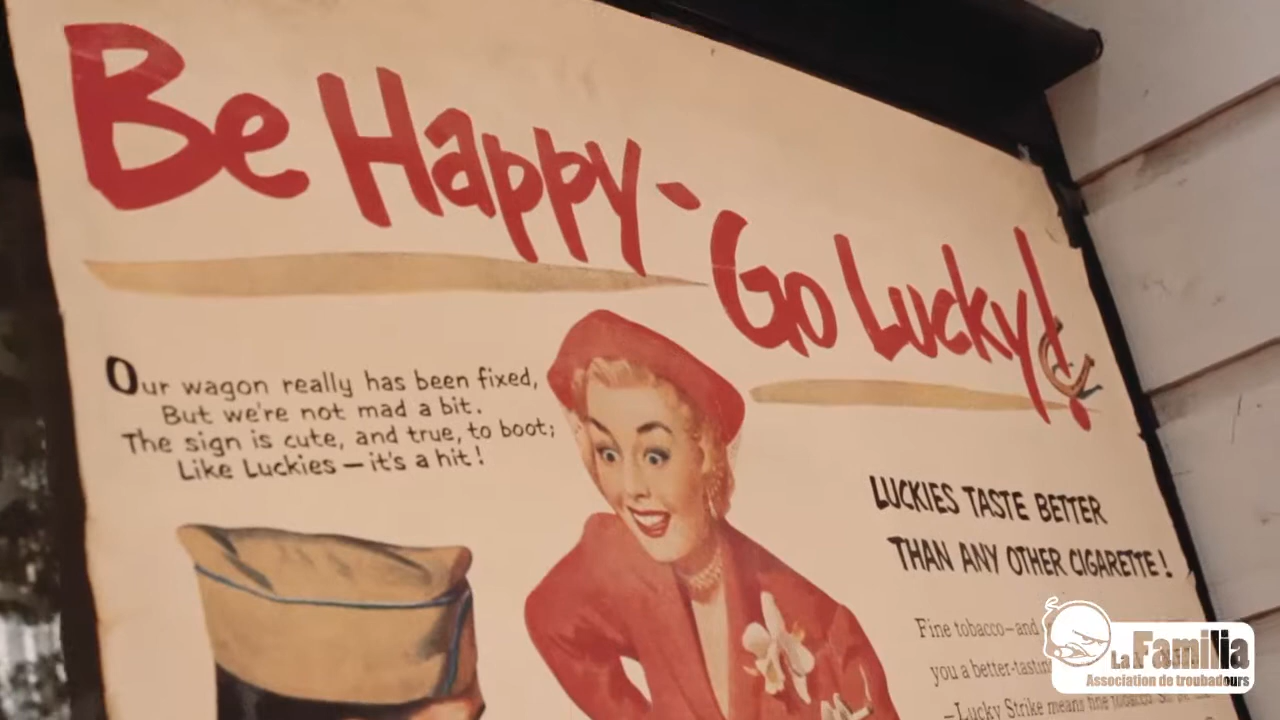 Be Happy-
Go Lucky!
Our wagon really has been fixed,
But we're not mad a bit.
The sign is cute, and true, to boot;
Like Luckies — it's a hit!
LUCKIES TASTE BETTER
THAN ANY OTHER CIGARETTE!
Fine tobacco—and
you a better-tastin
—Lucky Strike means fine tobacco.
La Familia
Association de troubadours